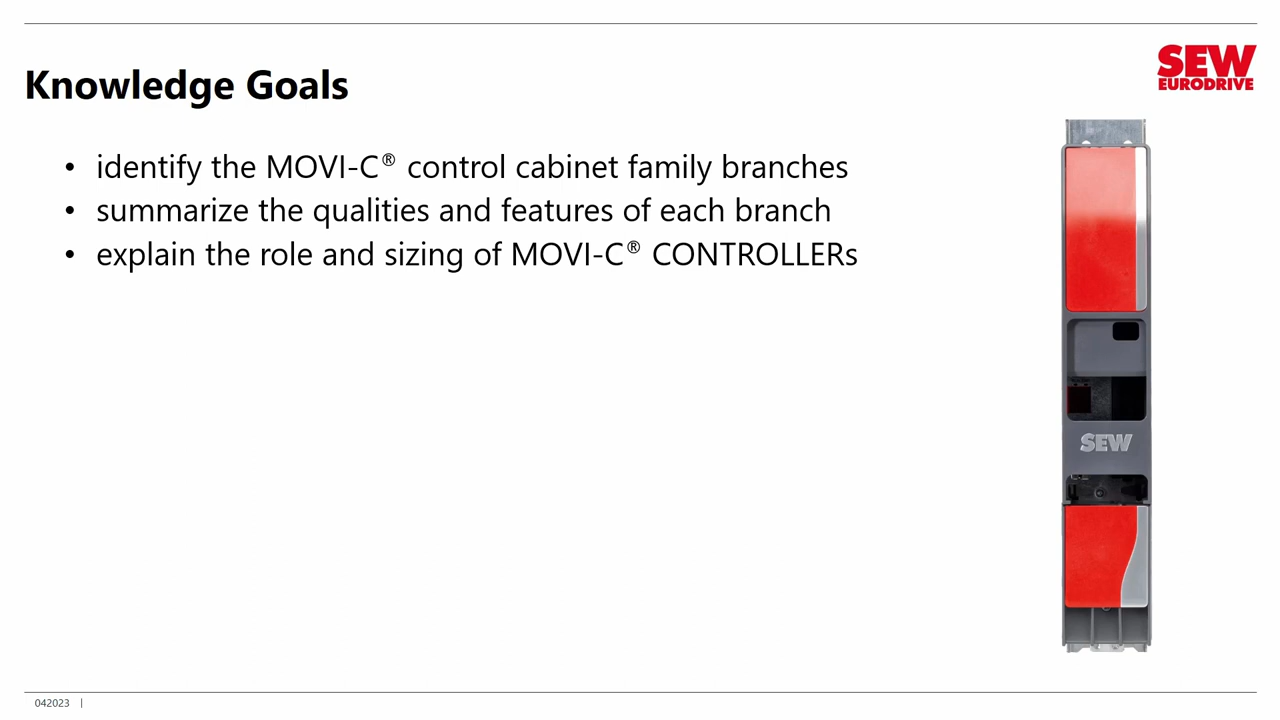 SEW
EURODRIVE
Knowledge Goals
• identify the MOVI-C® control cabinet family branches
• summarize the qualities and features of each branch
• explain the role and sizing of MOVI-C® CONTROLLERs
SEW
042023 |